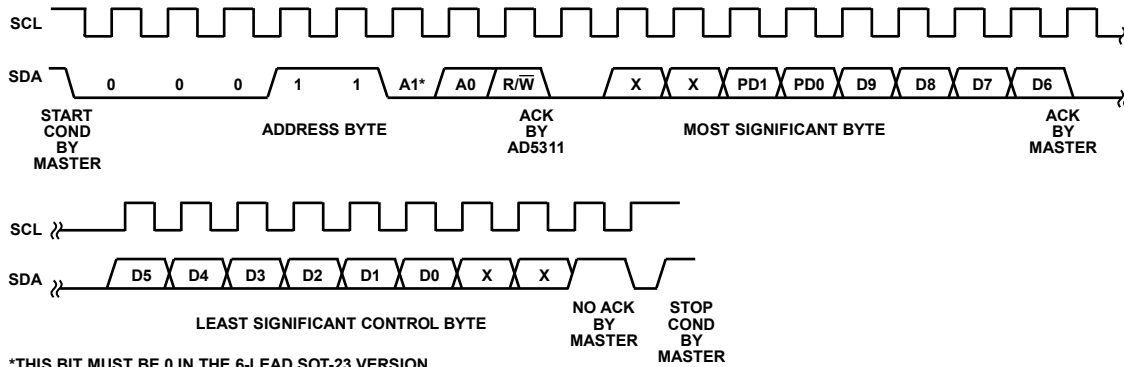 SCL
SDA 0 0 0 1 1 A1* A0 R/W̅ X X PD1 PD0 D9 D8 D7 D6
START COND BY MASTER
ADDRESS BYTE
ACK BY AD5311
MOST SIGNIFICANT BYTE
ACK BY MASTER
SCL
SDA D5 D4 D3 D2 D1 D0 X X
LEAST SIGNIFICANT CONTROL BYTE
NO ACK BY MASTER
STOP COND BY MASTER
*THIS BIT MUST BE 0 IN THE 6-LEAD SOT-23 VERSION